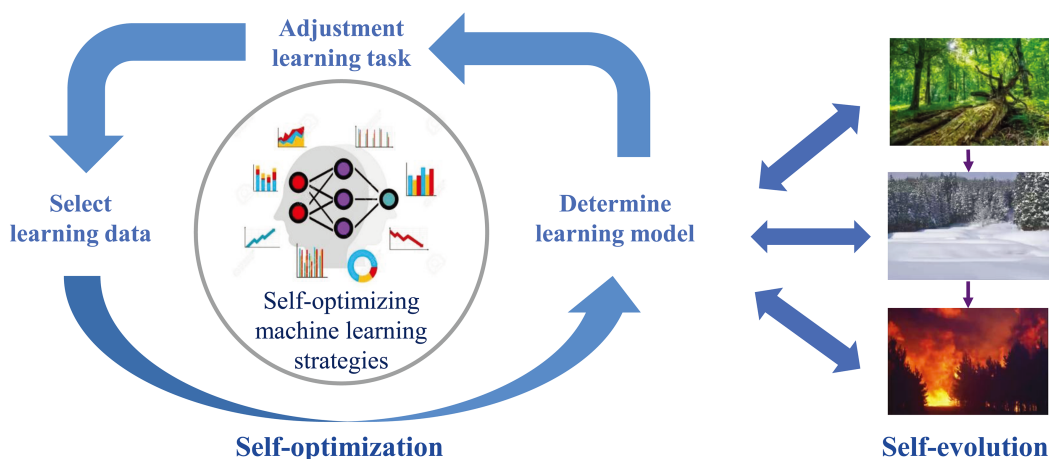 Adjustment
learning task
Select
learning data
Determine
learning model
Self-optimizing
machine learning
strategies
Self-optimization
Self-evolution